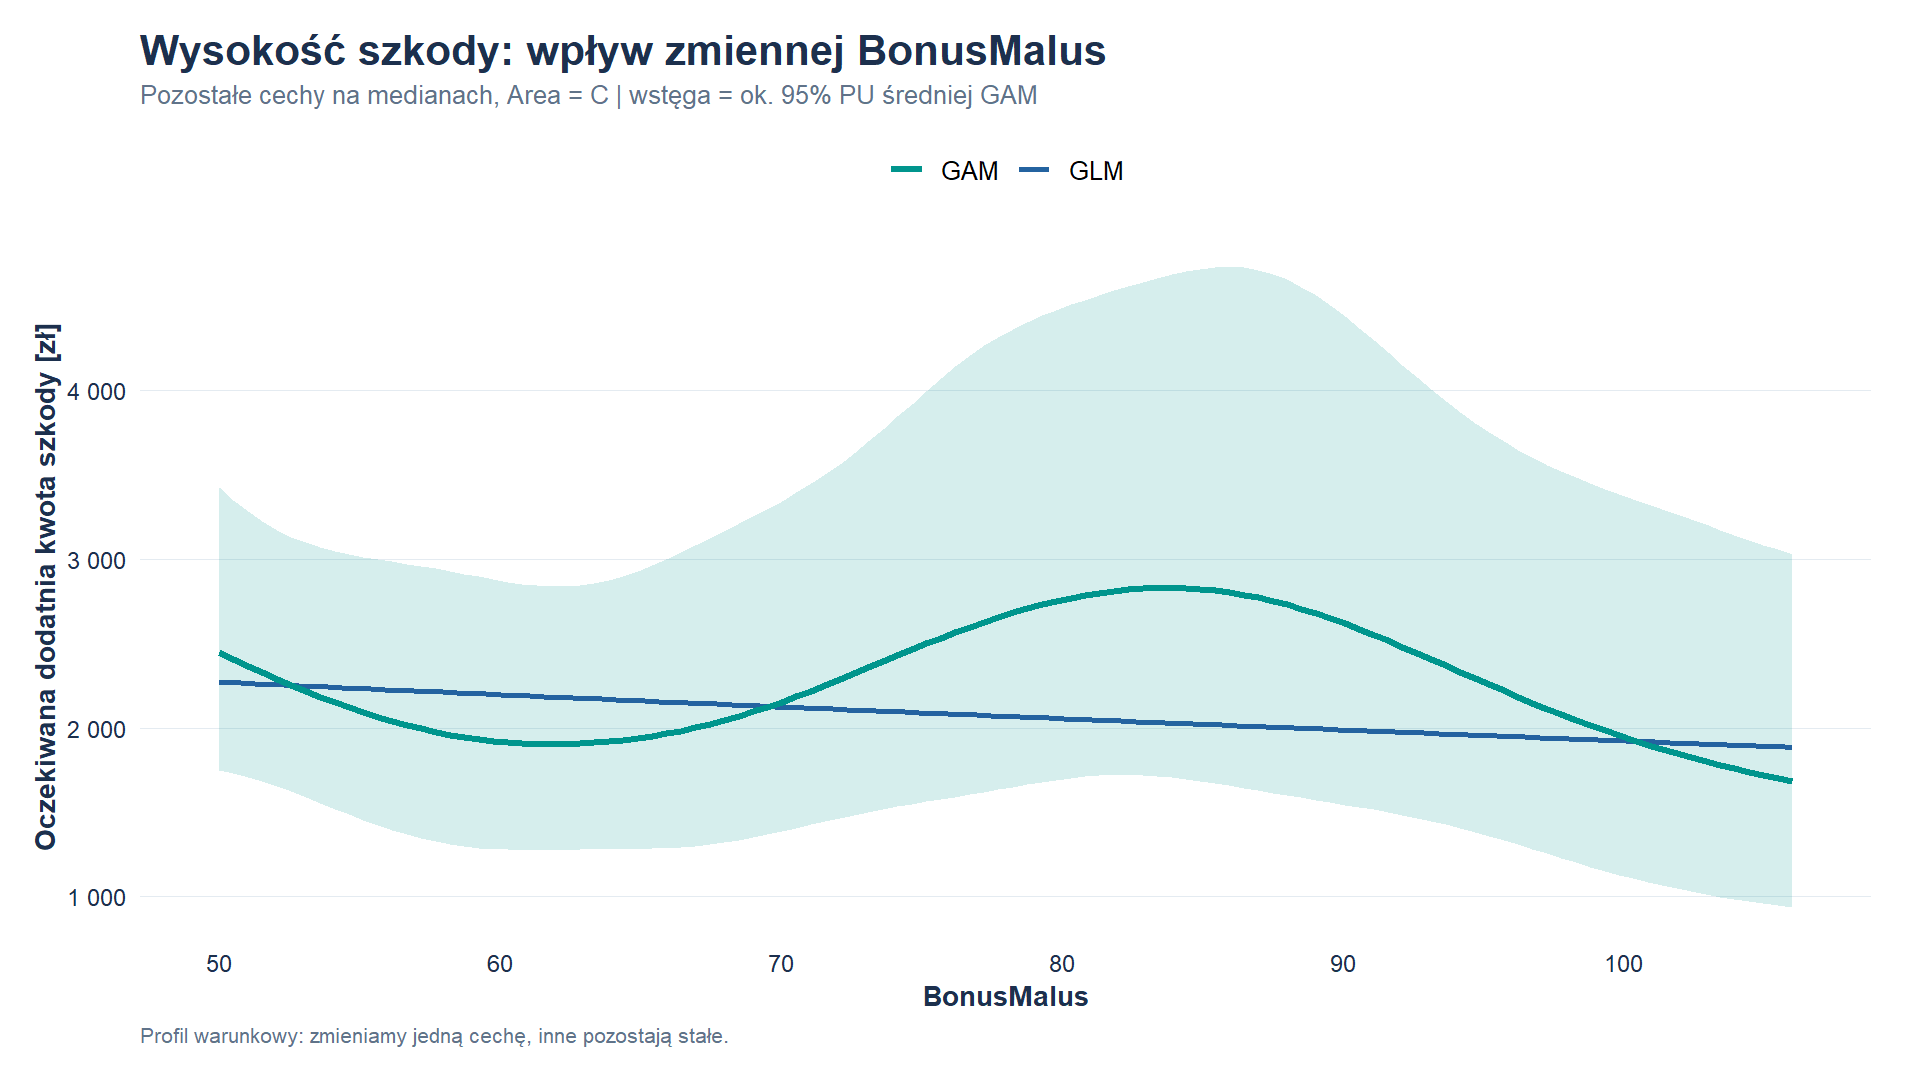 Wysokość szkody: wpływ zmiennej BonusMalus
Pozostałe cechy na medianach, Area = C | wstęga = ok. 95% PU średniej GAM
GAM GLM
Oczekiwana dodatnia kwota szkody [zł]
4 000
3 000
2 000
1 000
50 60 70 80 90 100
BonusMalus
Profil warunkowy: zmieniamy jedną cechę, inne pozostają stałe.